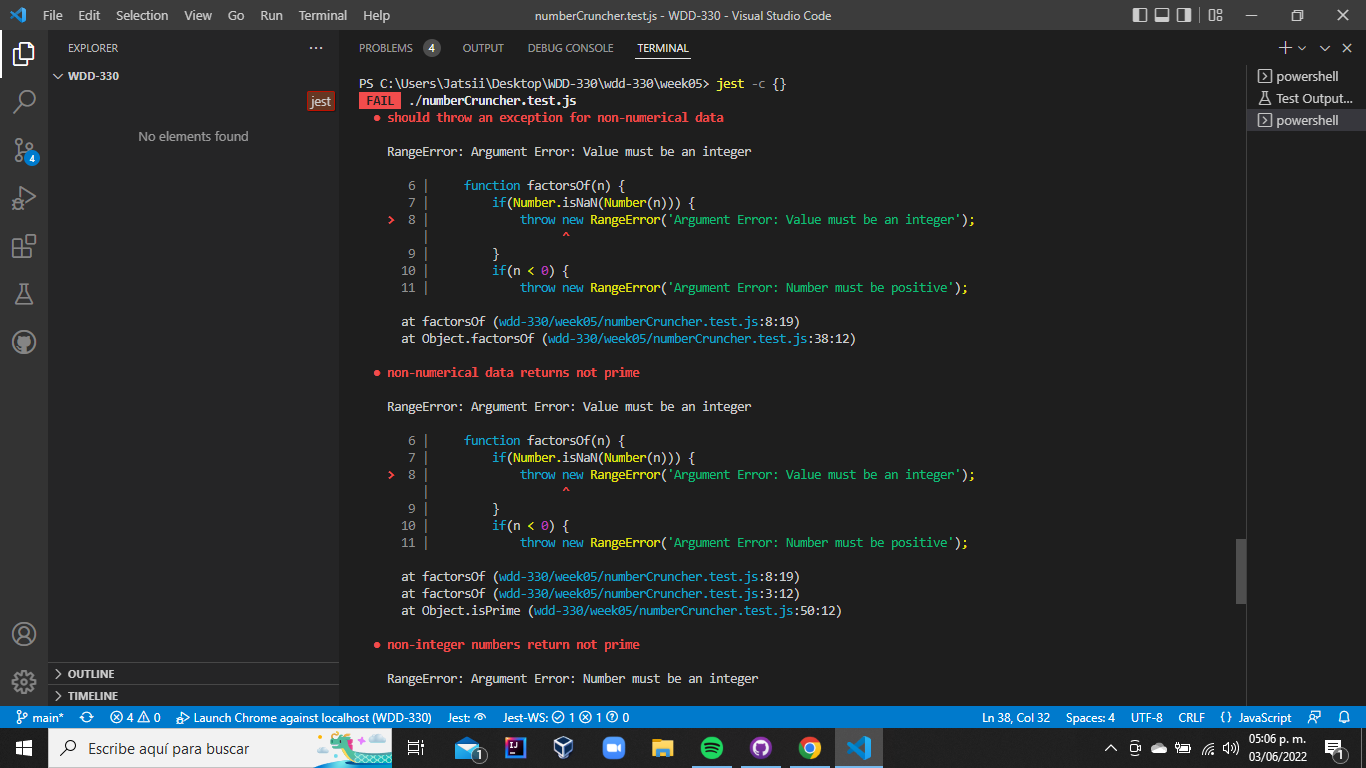 File Edit Selection View Go Run Terminal Help numberCruncher.test.js - WDD-330 - Visual Studio Code
EXPLORER ...
WDD-330
jest
No elements found
OUTLINE
TIMELINE
PROBLEMS 4 OUTPUT DEBUG CONSOLE TERMINAL
PS C:\Users\Jatsii\Desktop\WDD-330\wdd-330\week05> jest -c {}
FAIL ./numberCruncher.test.js
● should throw an exception for non-numerical data
RangeError: Argument Error: Value must be an integer
6 | function factorsOf(n) {
7 | if(Number.isNaN(Number(n))) {
> 8 | throw new RangeError('Argument Error: Value must be an integer');
| ^
9 | }
10 | if(n < 0) {
11 | throw new RangeError('Argument Error: Number must be positive');
at factorsOf (wdd-330/week05/numberCruncher.test.js:8:19)
at Object.factorsOf (wdd-330/week05/numberCruncher.test.js:38:12)
● non-numerical data returns not prime
RangeError: Argument Error: Value must be an integer
6 | function factorsOf(n) {
7 | if(Number.isNaN(Number(n))) {
> 8 | throw new RangeError('Argument Error: Value must be an integer');
| ^
9 | }
10 | if(n < 0) {
11 | throw new RangeError('Argument Error: Number must be positive');
at factorsOf (wdd-330/week05/numberCruncher.test.js:8:19)
at factorsOf (wdd-330/week05/numberCruncher.test.js:3:12)
at Object.isPrime (wdd-330/week05/numberCruncher.test.js:50:12)
● non-integer numbers return not prime
RangeError: Argument Error: Number must be an integer
powershell
Test Output...
powershell
4
main* 4 0 Launch Chrome against localhost (WDD-330) Jest: Jest-WS: 1 1 0 Ln 38, Col 32 Spaces: 4 UTF-8 CRLF {} JavaScript
Escribe aquí para buscar
1
IJ
05:06 p. m.
03/06/2022
1